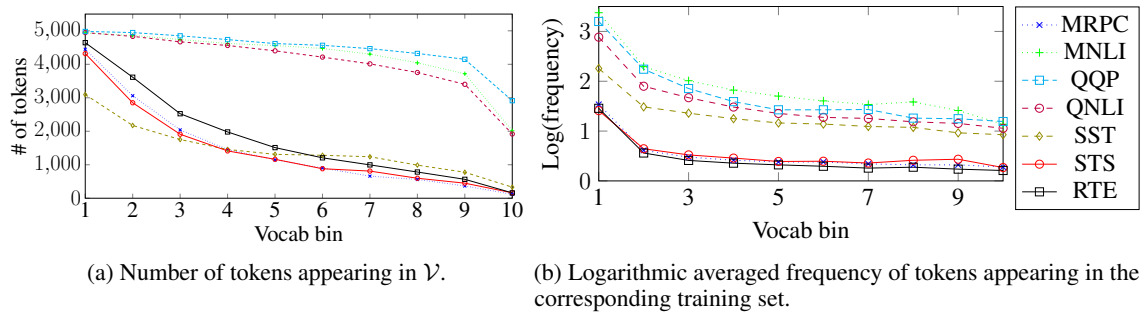 5,000
4,000
3,000
2,000
1,000
0
# of tokens
1 2 3 4 5 6 7 8 9 10
Vocab bin
(a) Number of tokens appearing in 𝒱.
3
2
1
0
Log(frequency)
1 3 5 7 9
Vocab bin
(b) Logarithmic averaged frequency of tokens appearing in the
corresponding training set.
MRPC
MNLI
QQP
QNLI
SST
STS
RTE